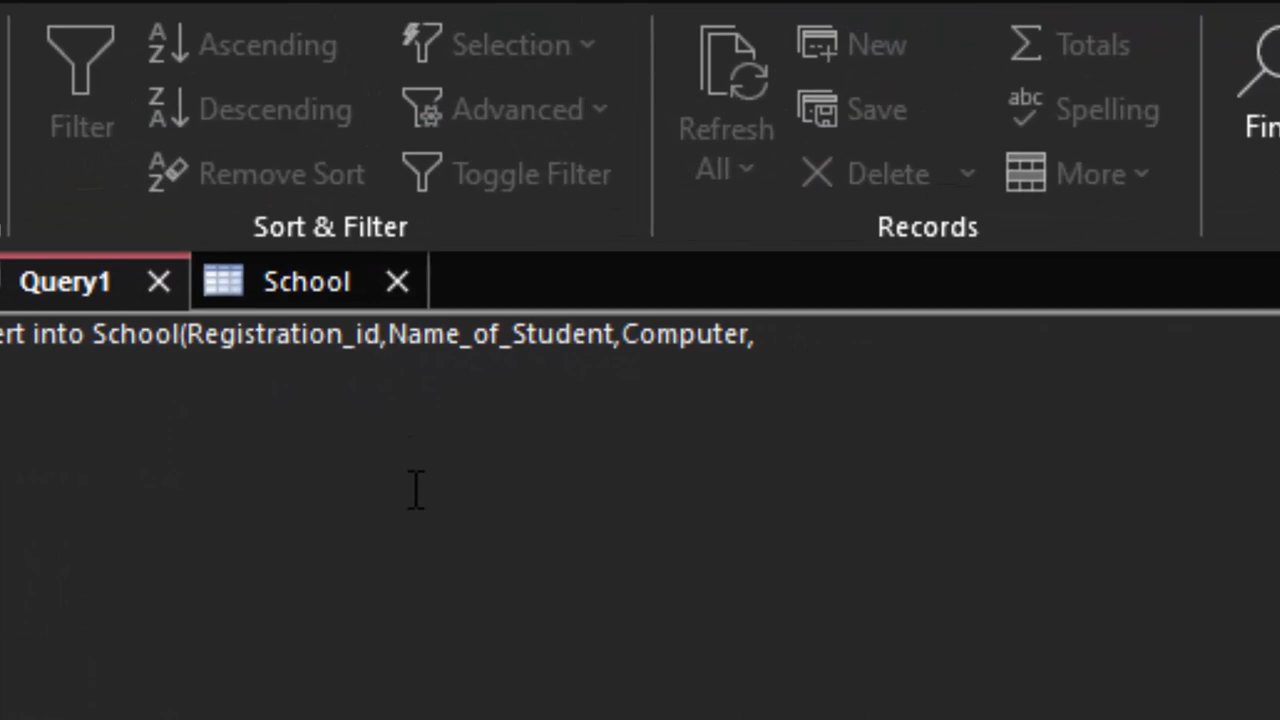 Filter
Ascending
Descending
Remove Sort
Selection
Advanced
Toggle Filter
Sort & Filter
Refresh
All
New
Save
Delete
Totals
abc
Spelling
More
Records
Query1
School
ert into School(Registration_id,Name_of_Student,Computer,